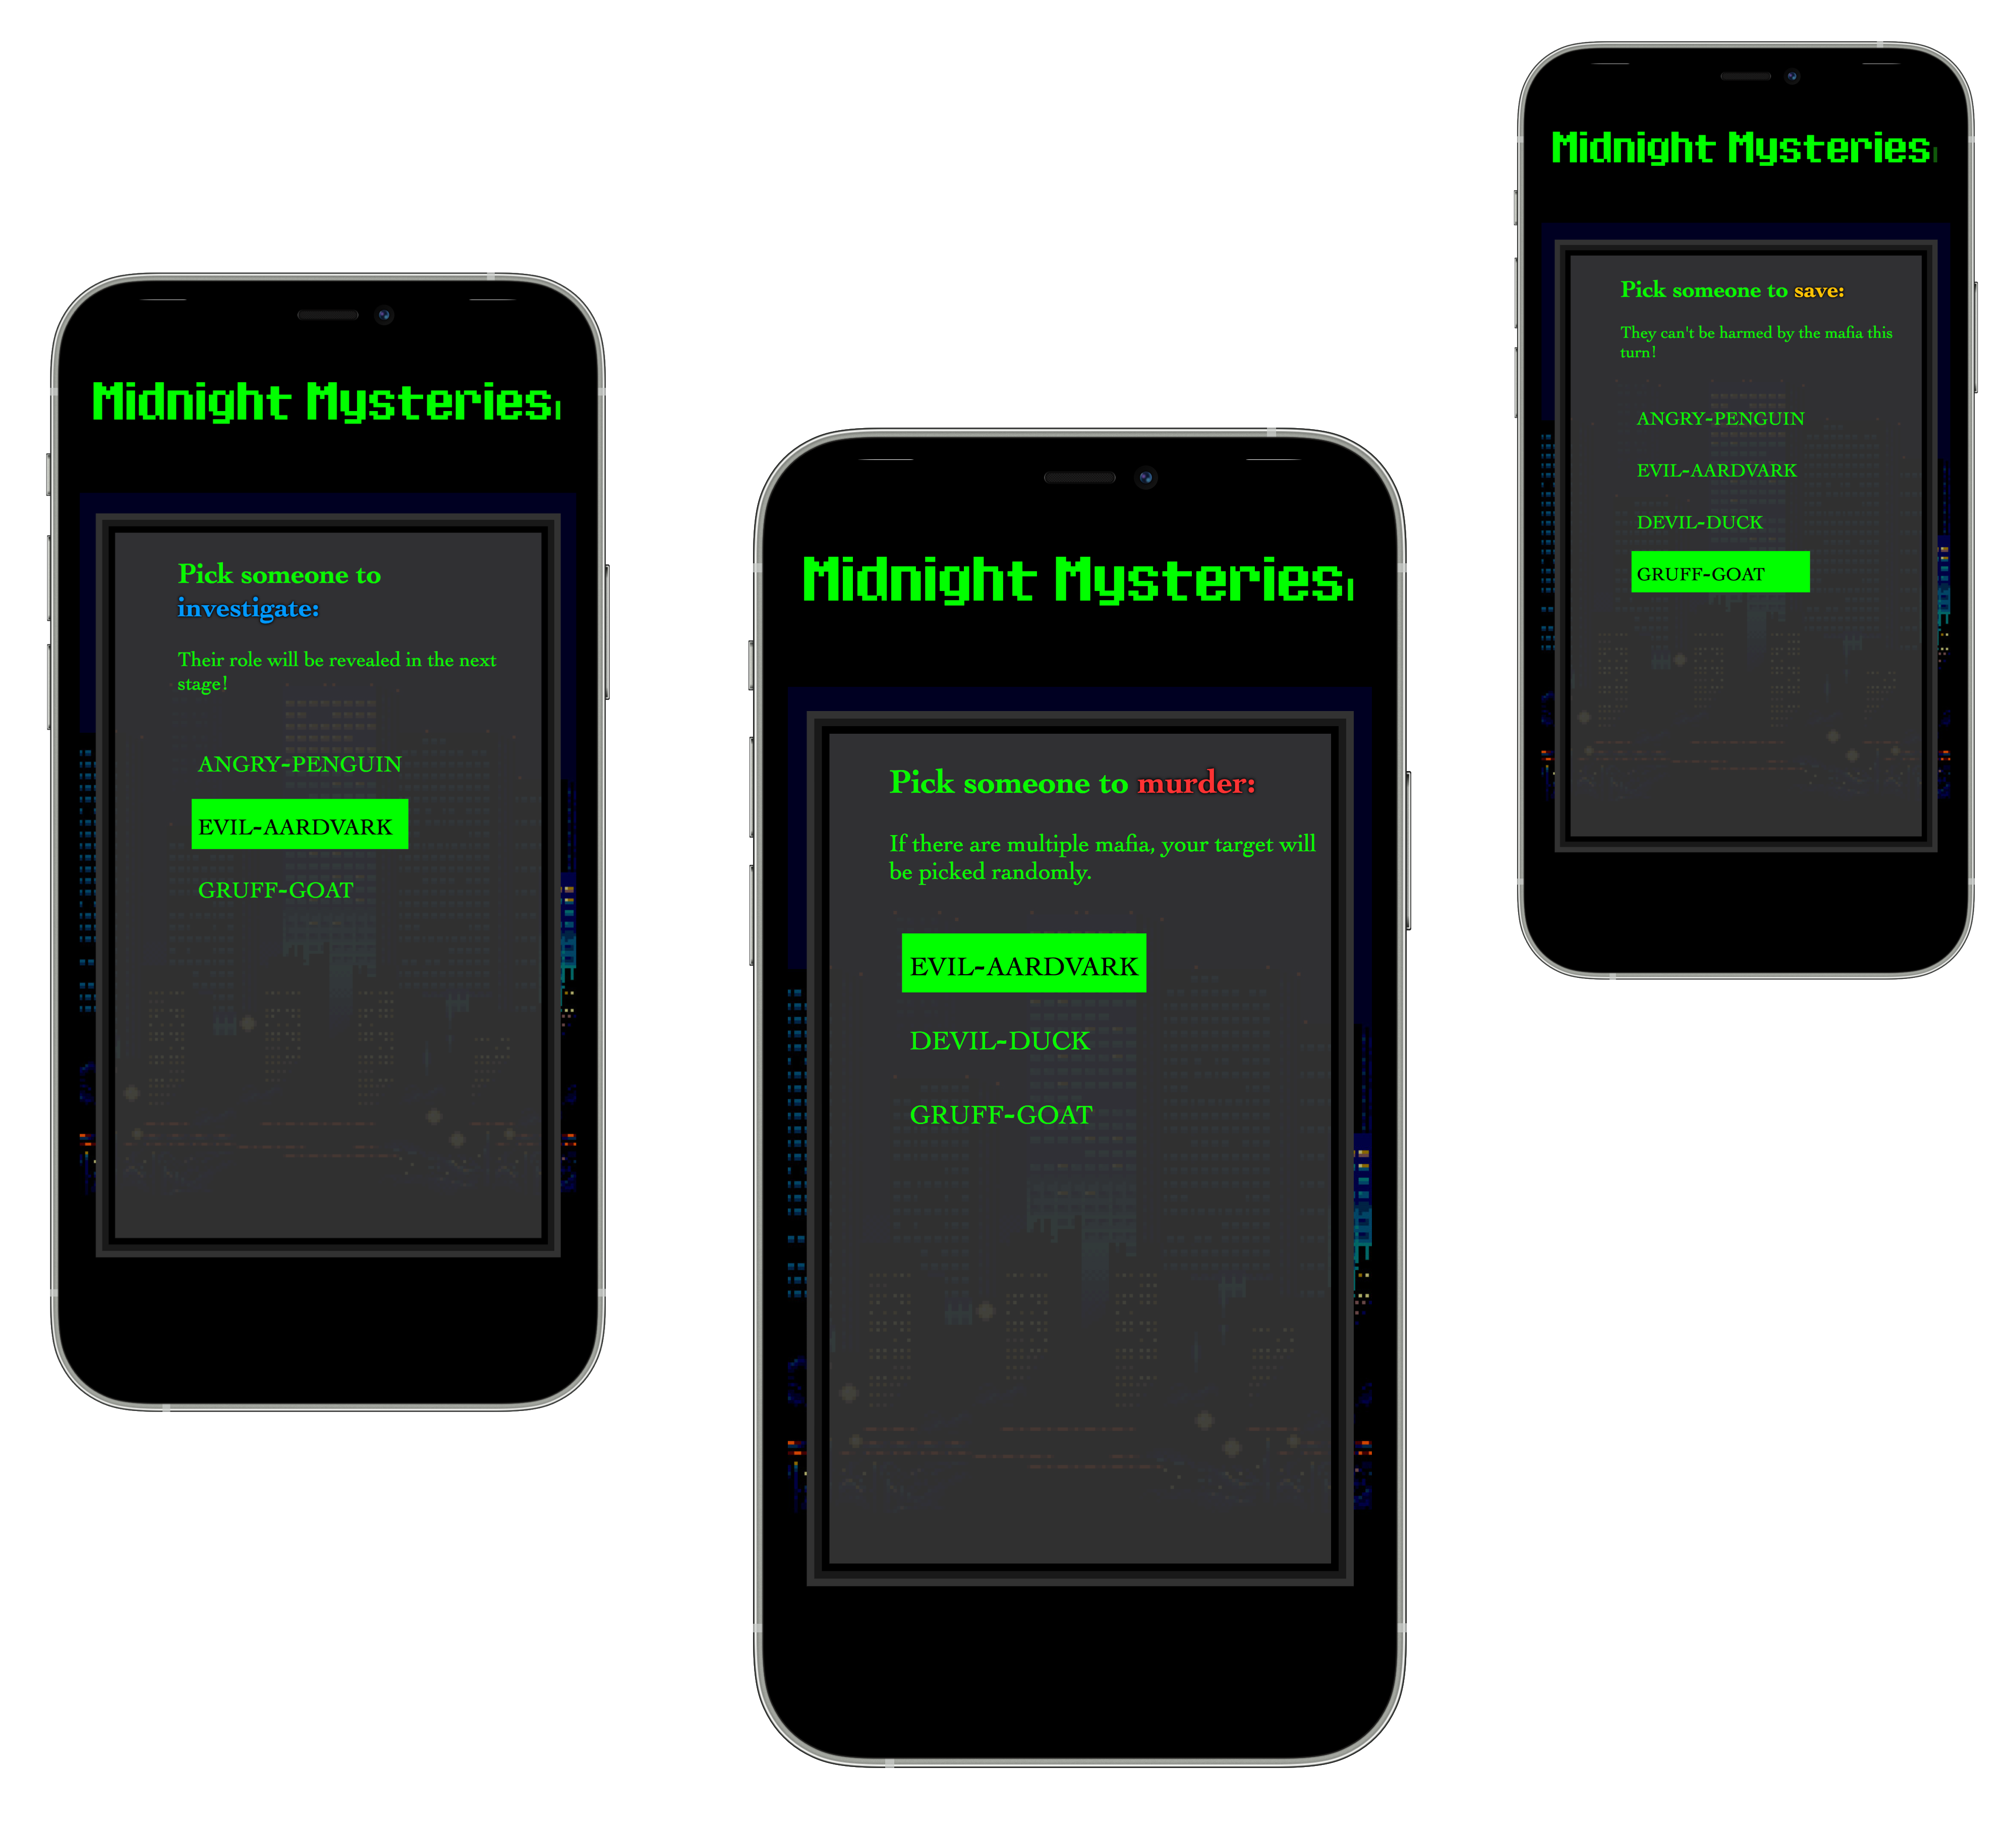 Midnight Mysteries
Pick someone to
investigate:
Their role will be revealed in the next
stage!
ANGRY-PENGUIN
EVIL-AARDVARK
GRUFF-GOAT
Midnight Mysteries
Pick someone to murder:
If there are multiple mafia, your target will
be picked randomly.
EVIL-AARDVARK
DEVIL-DUCK
GRUFF-GOAT
Midnight Mysteries
Pick someone to save:
They can't be harmed by the mafia this
turn!
ANGRY-PENGUIN
EVIL-AARDVARK
DEVIL-DUCK
GRUFF-GOAT